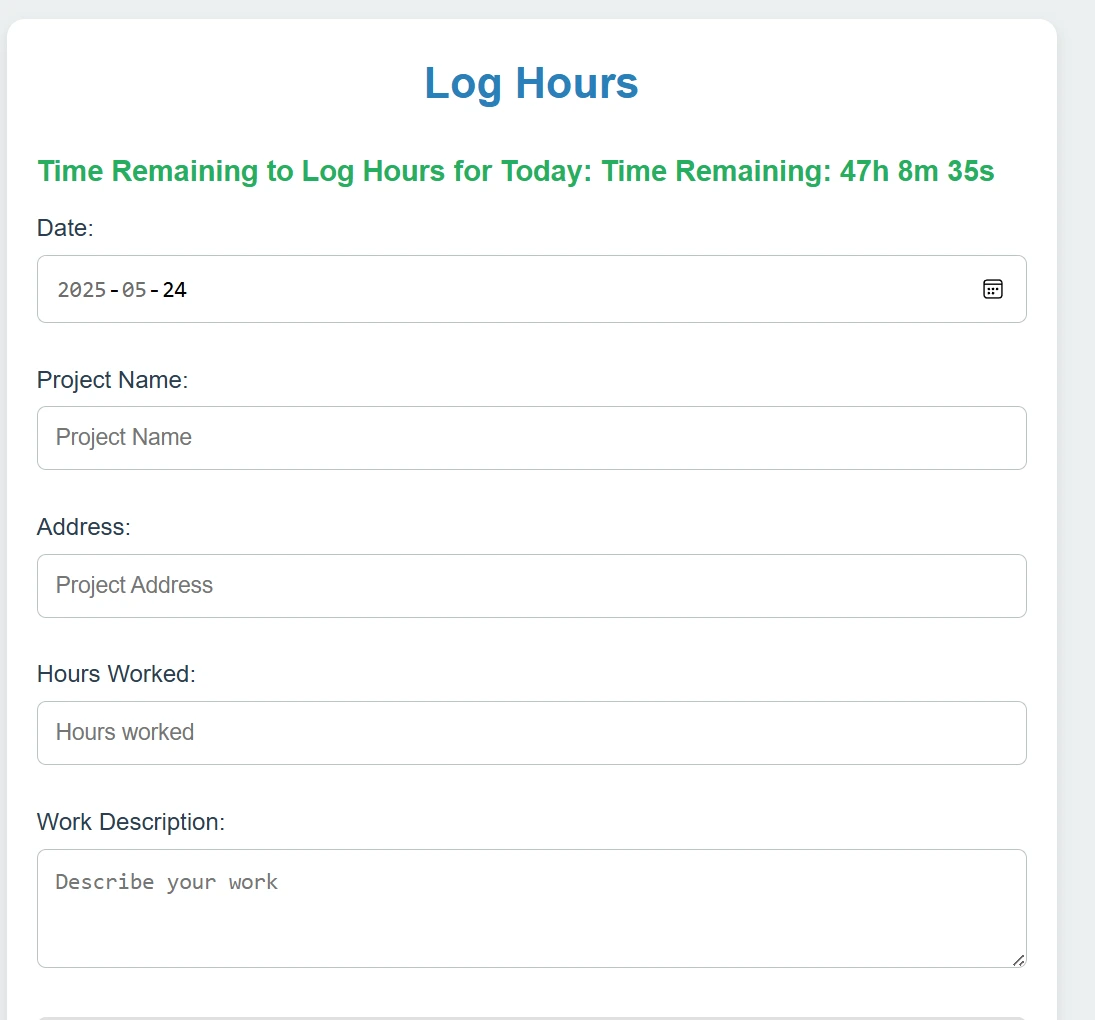 Log Hours
Time Remaining to Log Hours for Today: Time Remaining: 47h 8m 35s
Date:
2025-05-24
Project Name:
Project Name
Address:
Project Address
Hours Worked:
Hours worked
Work Description:
Describe your work